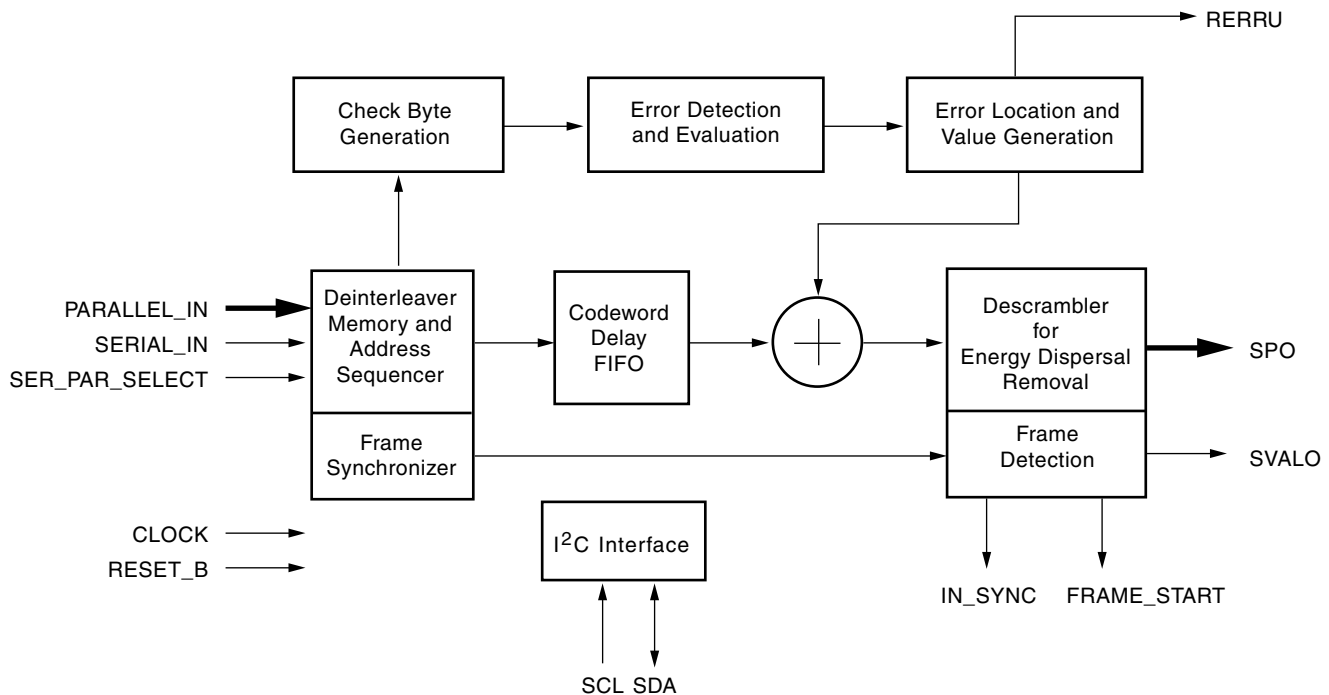 RERRU
Check Byte
Generation
Error Detection
and Evaluation
Error Location and
Value Generation
PARALLEL_IN
SERIAL_IN
SER_PAR_SELECT
Deinterleaver
Memory and
Address
Sequencer
Codeword
Delay
FIFO
Descrambler
for
Energy Dispersal
Removal
SPO
Frame
Synchronizer
Frame
Detection
SVALO
CLOCK
RESET_B
I²C Interface
IN_SYNC
FRAME_START
SCL SDA